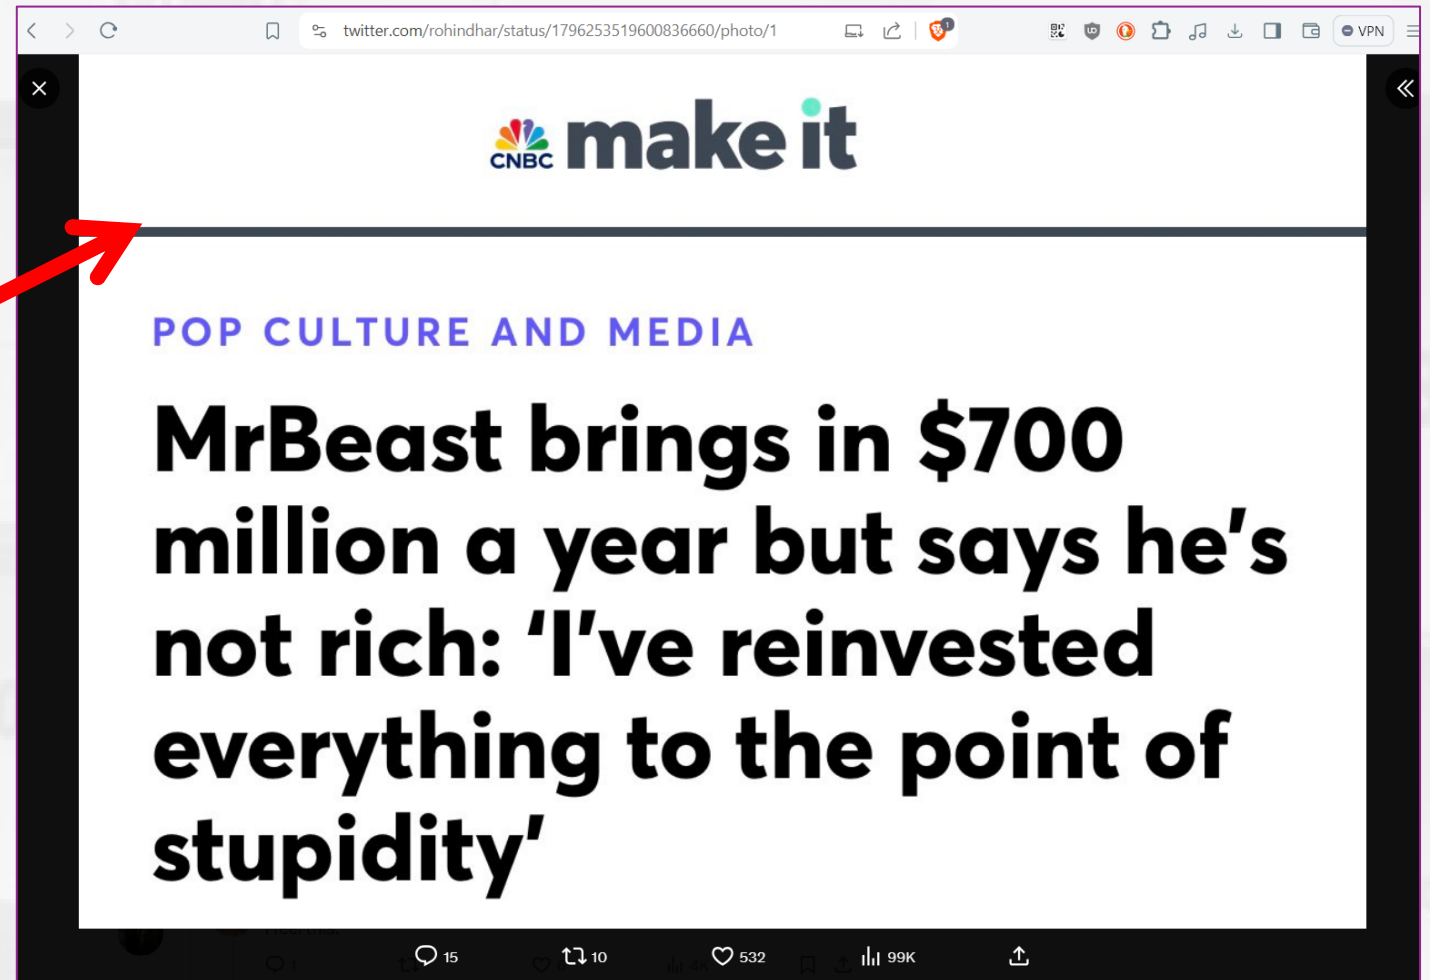 twitter.com/rohindhar/status/1796253519600836660/photo/1
1
VPN
CNBC make it
POP CULTURE AND MEDIA
MrBeast brings in $700
million a year but says he's
not rich: ‘I’ve reinvested
everything to the point of
stupidity’
15 10 532 99K